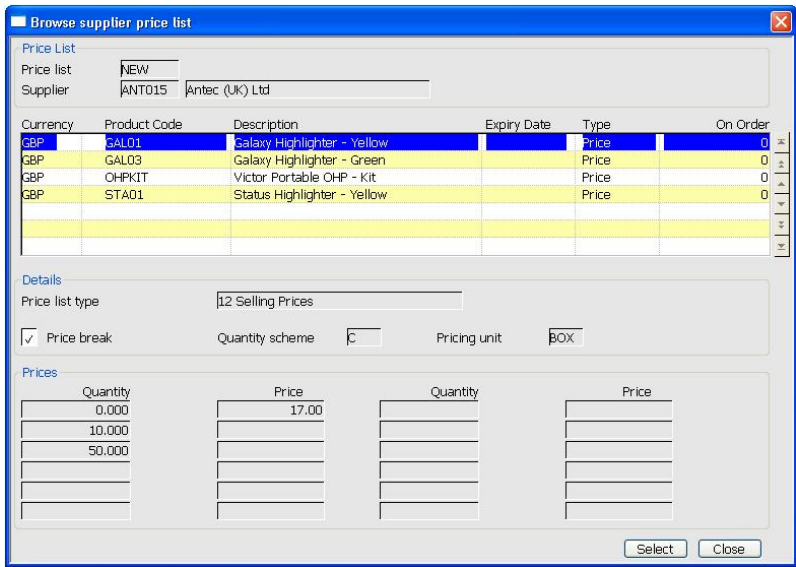 Browse supplier price list
Price List
Price list NEW
Supplier ANT015 Antec (UK) Ltd
Currency Product Code Description Expiry Date Type On Order
GBP GAL01 Galaxy Highlighter - Yellow Price 0
GBP GAL03 Galaxy Highlighter - Green Price 0
GBP OHPKIT Victor Portable OHP - Kit Price 0
GBP STA01 Status Highlighter - Yellow Price 0
Details
Price list type 12 Selling Prices
Price break Quantity scheme C Pricing unit BOX
Prices
Quantity Price Quantity Price
0.000 17.00
10.000
50.000
Select Close